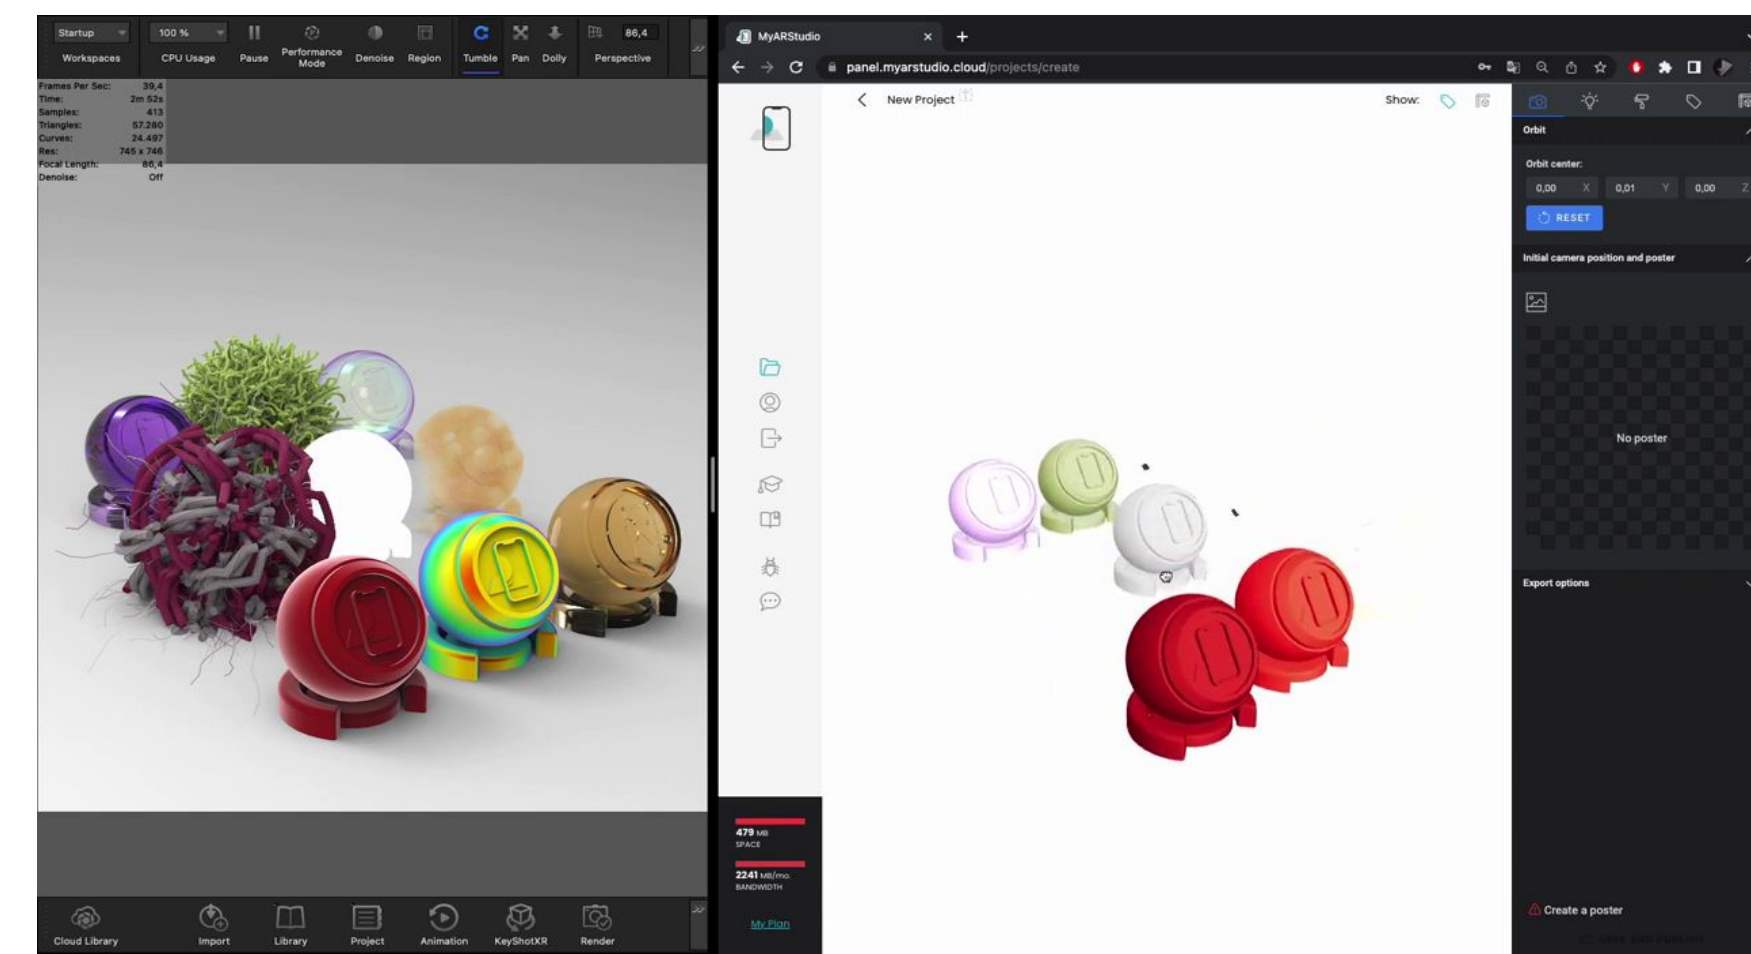 Startup
100 %
86,4
Workspaces
CPU Usage
Pause
Performance
Mode
Denoise
Region
Tumble
Pan
Dolly
Perspective
Frames Per Sec: 39,4
Time: 2m 52s
Samples: 413
Triangles: 57.280
Curves: 24.497
Res: 745 x 746
Focal Length: 86,4
Denoise: Off
Cloud Library
Import
Library
Project
Animation
KeyShotXR
Render
MyARStudio
panel.myarstudio.cloud/projects/create
New Project
Show:
479 MB
SPACE
2241 MB/mo.
BANDWIDTH
My Plan
Orbit
Orbit center:
0,00 X 0,01 Y 0,00 Z
RESET
Initial camera position and poster
No poster
Export options
Create a poster
SAVE AND PUBLISH